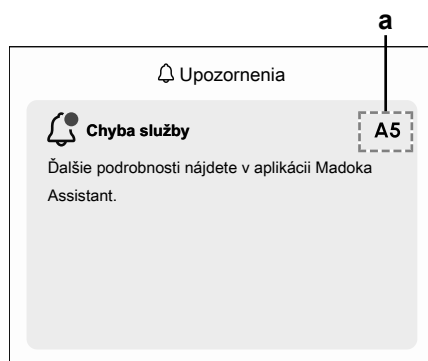 a
Upozornenia
Chyba služby A5
Ďalšie podrobnosti nájdete v aplikácii Madoka
Assistant.